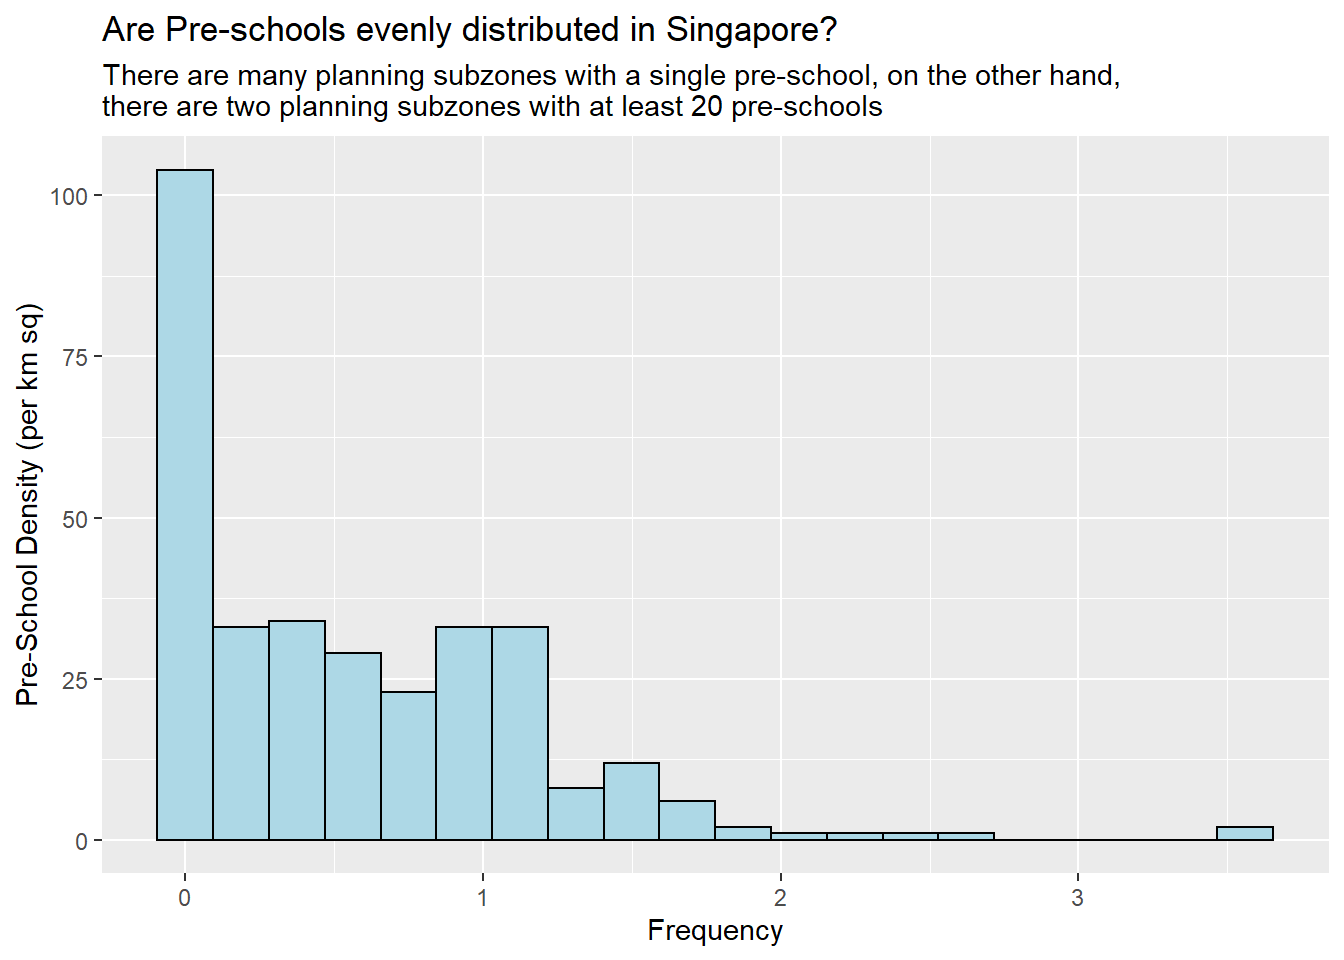 Are Pre-schools evenly distributed in Singapore?
There are many planning subzones with a single pre-school, on the other hand,
there are two planning subzones with at least 20 pre-schools
Pre-School Density (per km sq)
100
75
50
25
0
0
1
2
3
Frequency